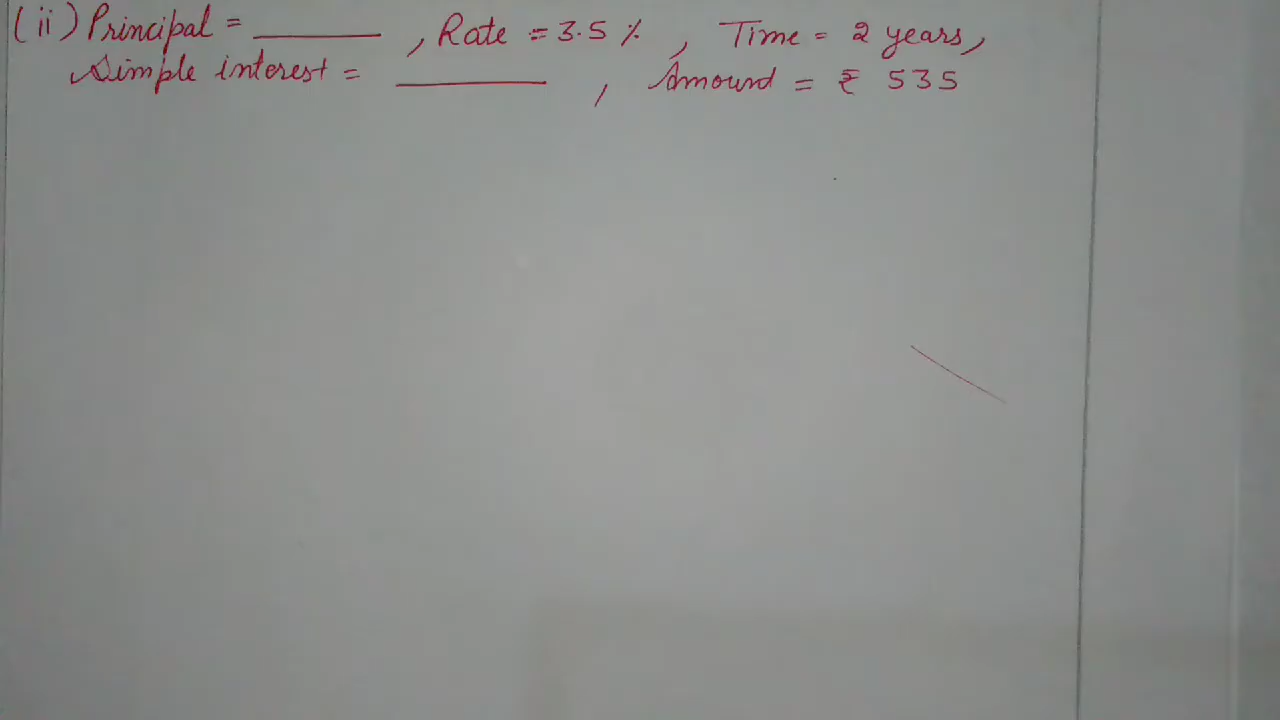 (ii) Principal = ________ , Rate = 3.5 % , Time = 2 years,
Simple interest = ________ , Amount = ₹ 535